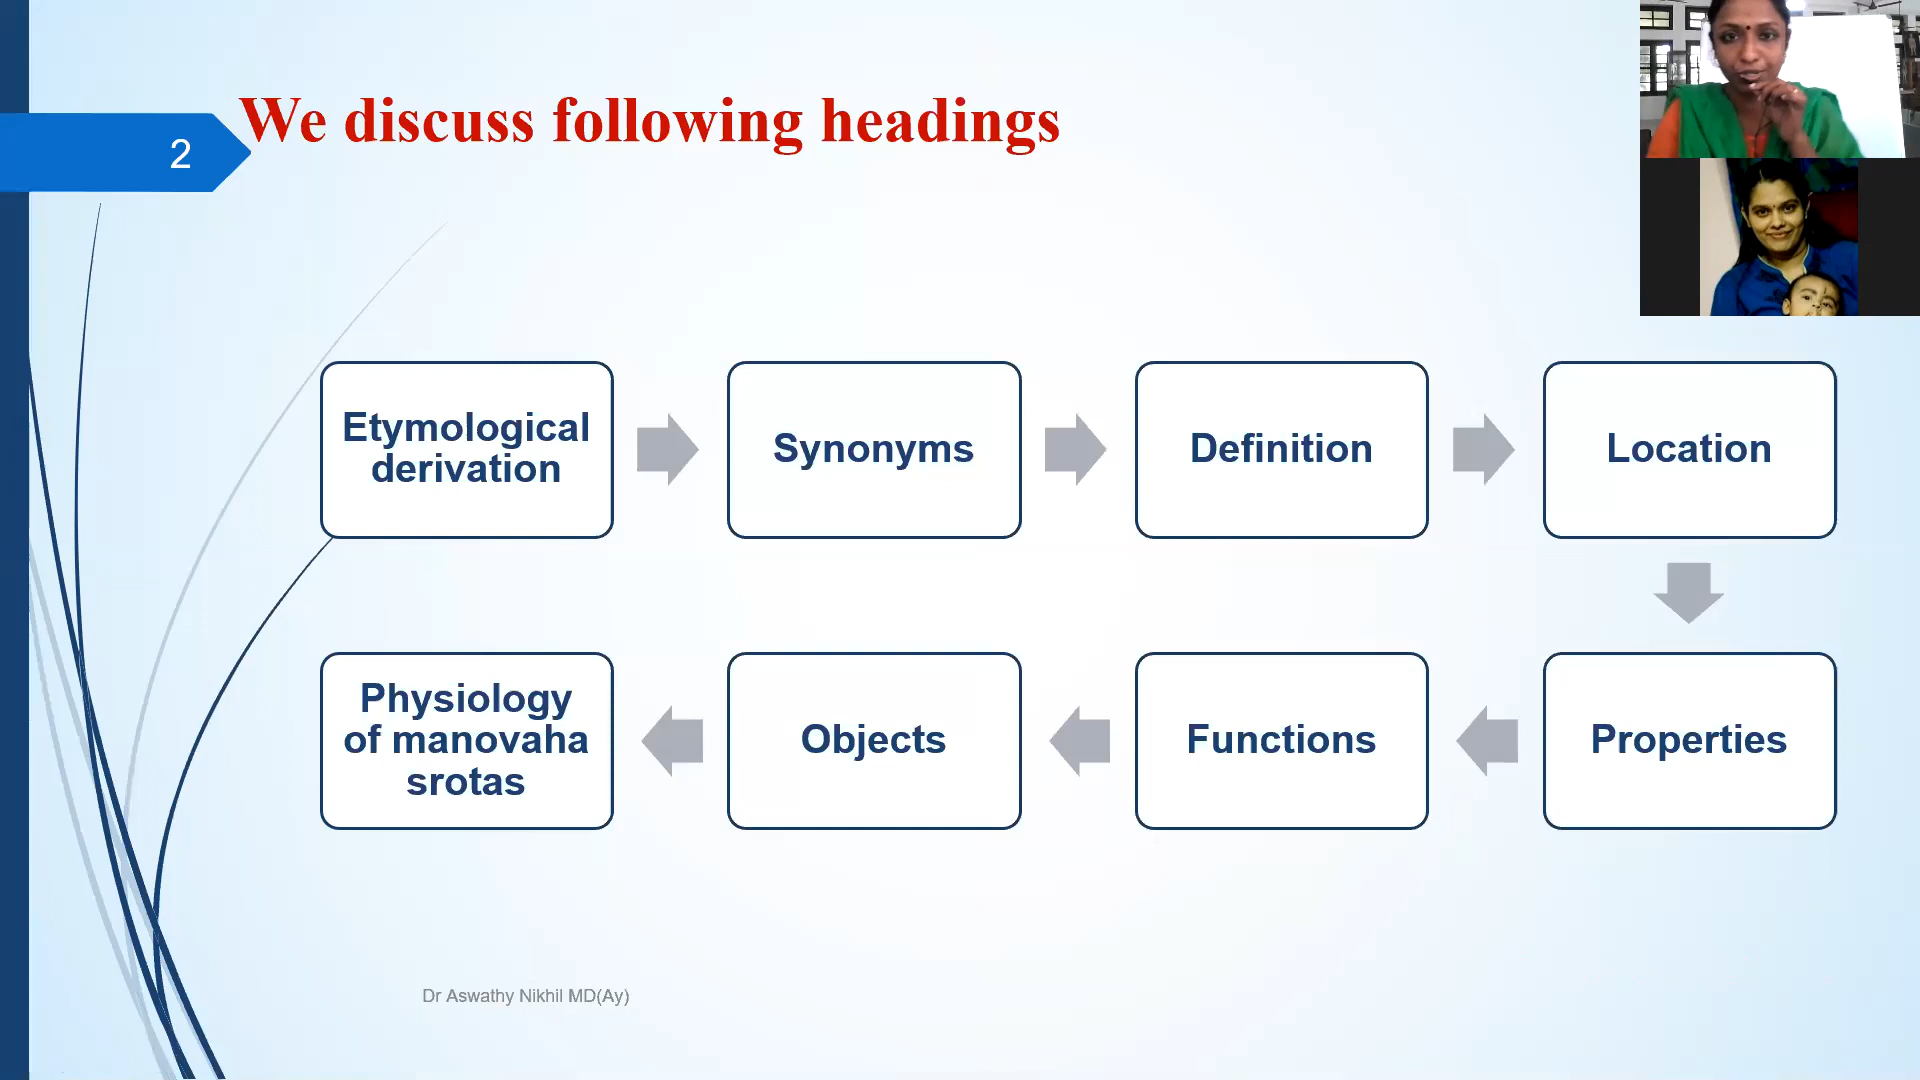 We discuss following headings
2
Etymological
derivation
Synonyms
Definition
Location
Properties
Functions
Objects
Physiology
of manovaha
srotas
Dr Aswathy Nikhil MD(Ay)